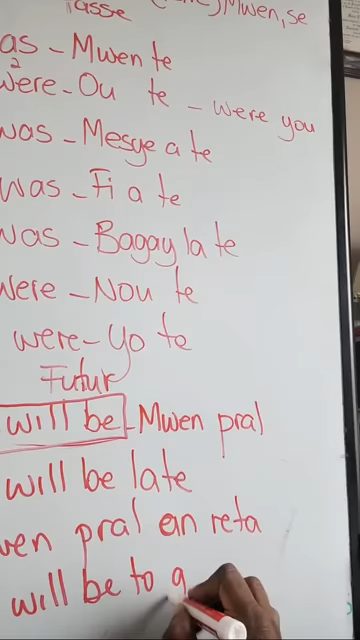 Passe Mwen, se
as - Mwen te
Were - Ou te - were you
was - Mesye a te
was - Fi a te
was - Bagay la te
were - Nou te
were - Yo te
Futur
will be - Mwen pral
will be late
wen pral an reta
will be to g